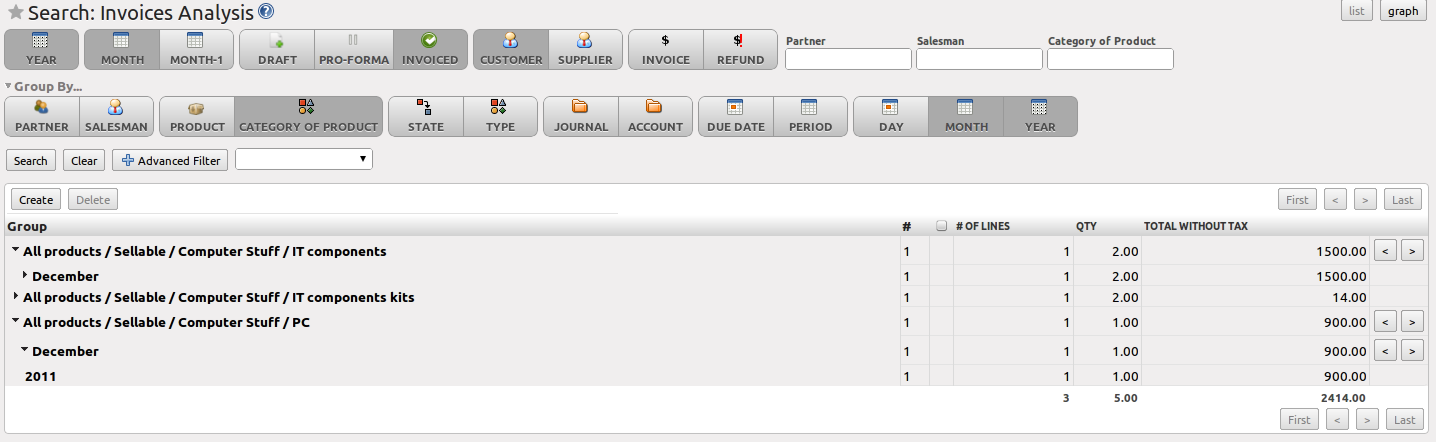 Search: Invoices Analysis ?
list graph
YEAR MONTH MONTH-1 DRAFT PRO-FORMA INVOICED CUSTOMER SUPPLIER INVOICE REFUND
Partner Salesman Category of Product
Group By...
PARTNER SALESMAN PRODUCT CATEGORY OF PRODUCT STATE TYPE JOURNAL ACCOUNT DUE DATE PERIOD DAY MONTH YEAR
Search Clear Advanced Filter
Create Delete First < > Last
Group # # OF LINES QTY TOTAL WITHOUT TAX
All products / Sellable / Computer Stuff / IT components 1 1 2.00 1500.00 < >
December 1 1 2.00 1500.00
All products / Sellable / Computer Stuff / IT components kits 1 1 2.00 14.00
All products / Sellable / Computer Stuff / PC 1 1 1.00 900.00 < >
December 1 1 1.00 900.00 < >
2011 1 1 1.00 900.00
3 5.00 2414.00
First < > Last